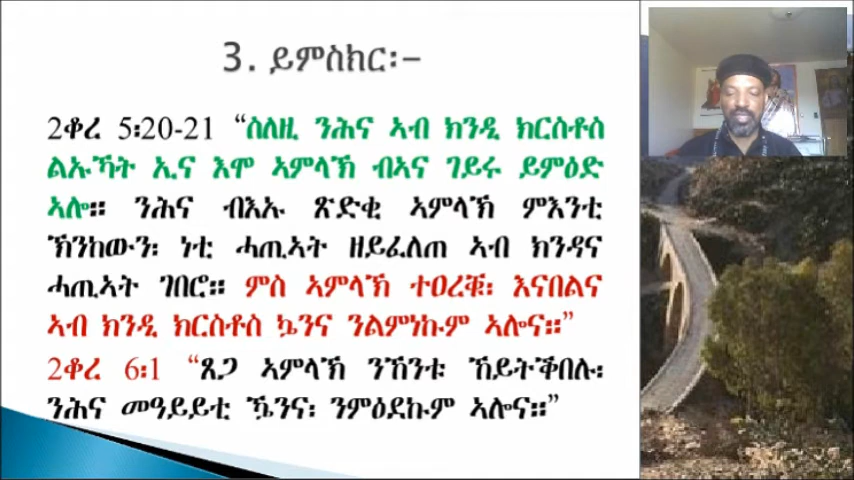 3. ይምስክር፡–
2ቆረ 5፡20-21 “ስለዚ ንሕና ኣብ ክንዲ ክርስቶስ
ልኡኻት ኢና እሞ ኣምላኽ ብኣና ገይሩ ይምዕድ
ኣሎ። ንሕና ብእኡ ጽድቂ ኣምላኽ ምእንቲ
ኽንከውን፡ ነቲ ሓጢኣት ዘይፈለጠ ኣብ ክንዳና
ሓጢኣት ገበሮ። ምስ ኣምላኽ ተዐረቑ፡ እናበልና
ኣብ ክንዲ ክርስቶስ ኴንና ንልምነኩም ኣሎና።”
2ቆረ 6፡1 “ጸጋ ኣምላኽ ንኸንቱ ኸይትቕበሉ፡
ንሕና መዓይይቲ ዄንና፡ ንምዕደኩም ኣሎና።”